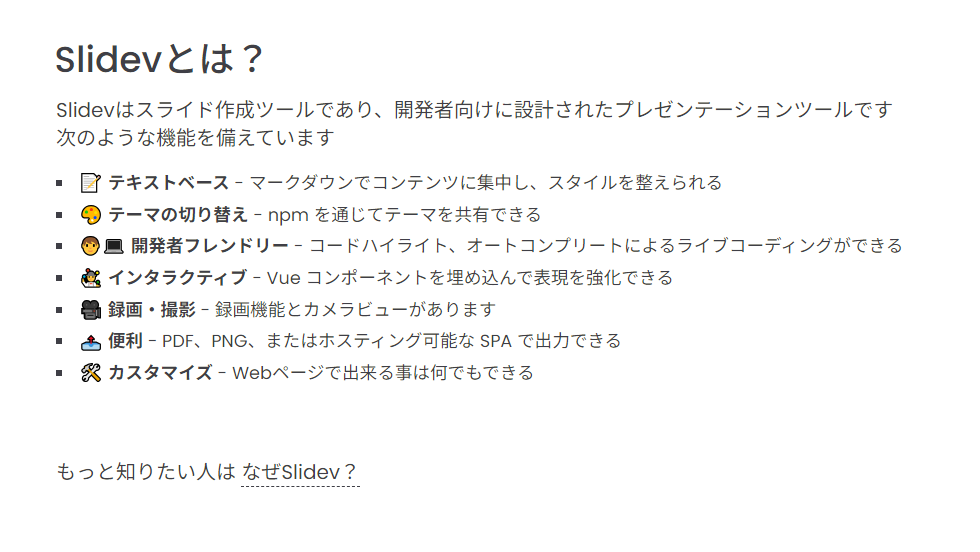 Slidevとは？
Slidevはスライド作成ツールであり、開発者向けに設計されたプレゼンテーションツールです
次のような機能を備えています
📝 テキストベース - マークダウンでコンテンツに集中し、スタイルを整えられる
🎨 テーマの切り替え - npm を通じてテーマを共有できる
🧑💻 開発者フレンドリー - コードハイライト、オートコンプリートによるライブコーディングができる
🤹 インタラクティブ - Vue コンポーネントを埋め込んで表現を強化できる
🎥 録画・撮影 - 録画機能とカメラビューがあります
📤 便利 - PDF、PNG、またはホスティング可能な SPA で出力できる
🛠 カスタマイズ - Webページで出来る事は何でもできる
もっと知りたい人は なぜSlidev？